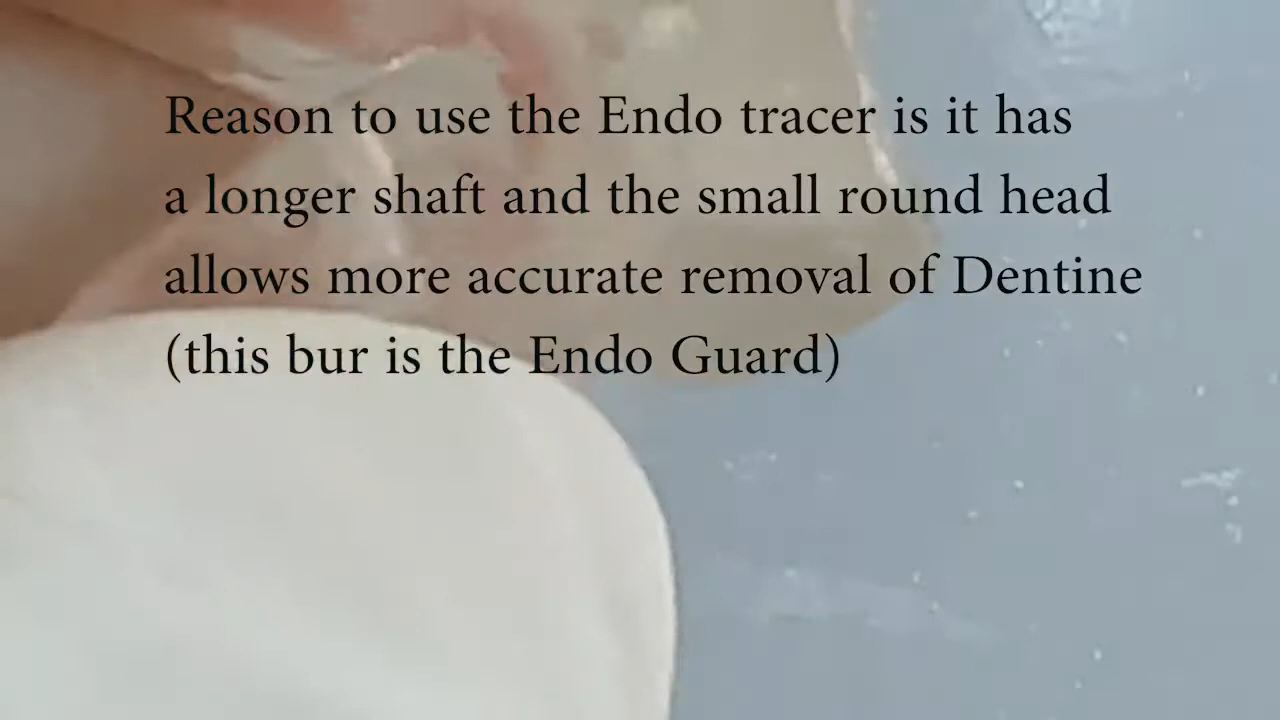 Reason to use the Endo tracer is it has
a longer shaft and the small round head
allows more accurate removal of Dentine
(this bur is the Endo Guard)